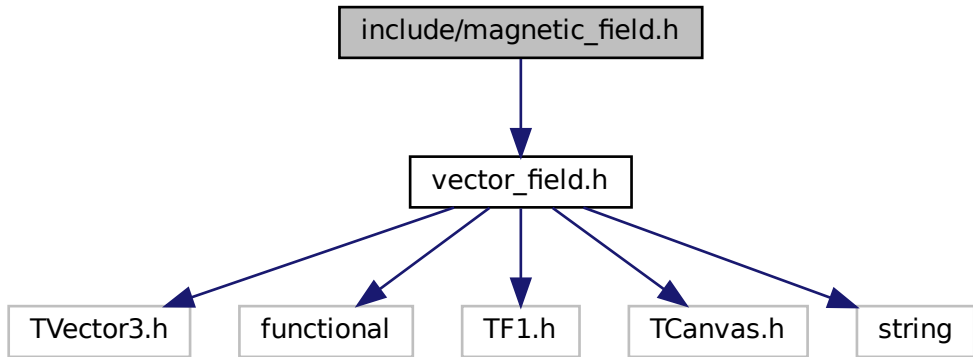 include/magnetic_field.h
vector_field.h
TVector3.h
functional
TF1.h
TCanvas.h
string